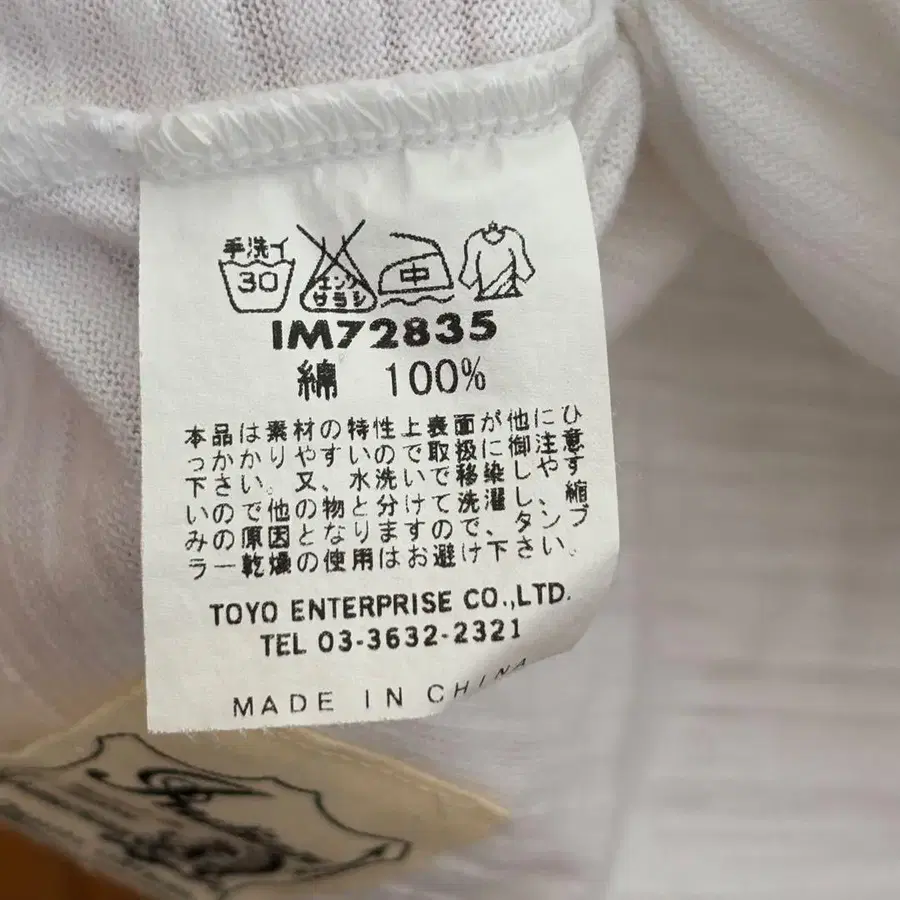 手洗イ
30
エンソ
サラシ
中
IM72835
綿 100%
本品は素材の特性上表面が他にひ
っかかりやすいので取扱に御注意
下さい。又、水洗いで移染しやす
いので他の物と分けて洗濯し、縮
みの原因となりますので、タンブ
ラー乾燥の使用はお避け下さい。
TOYO ENTERPRISE CO.,LTD.
TEL 03-3632-2321
MADE IN CHINA